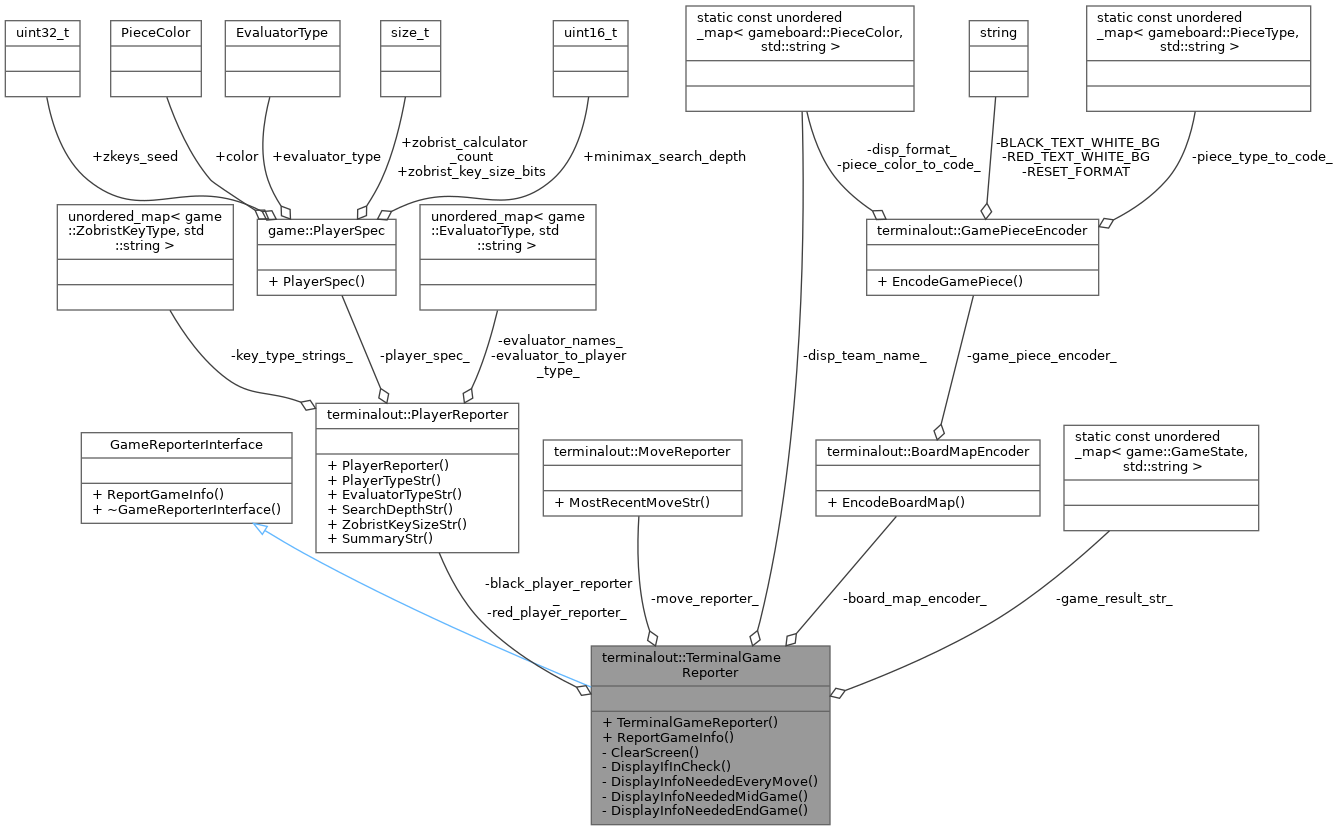 uint32_t
PieceColor
EvaluatorType
size_t
uint16_t
static const unordered
_map< gameboard::PieceColor,
std::string >
string
static const unordered
_map< gameboard::PieceType,
std::string >
+zkeys_seed
+color
+evaluator_type
+zobrist_calculator
_count
+zobrist_key_size_bits
+minimax_search_depth
-disp_format_
-piece_color_to_code_
-BLACK_TEXT_WHITE_BG
-RED_TEXT_WHITE_BG
-RESET_FORMAT
-piece_type_to_code_
unordered_map< game
::ZobristKeyType, std
::string >
game::PlayerSpec
+ PlayerSpec()
unordered_map< game
::EvaluatorType, std
::string >
terminalout::GamePieceEncoder
+ EncodeGamePiece()
-key_type_strings_
-player_spec_
-evaluator_names_
-evaluator_to_player
_type_
-disp_team_name_
-game_piece_encoder_
GameReporterInterface
+ ReportGameInfo()
+ ~GameReporterInterface()
terminalout::PlayerReporter
+ PlayerReporter()
+ PlayerTypeStr()
+ EvaluatorTypeStr()
+ SearchDepthStr()
+ ZobristKeySizeStr()
+ SummaryStr()
terminalout::MoveReporter
+ MostRecentMoveStr()
terminalout::BoardMapEncoder
+ EncodeBoardMap()
static const unordered
_map< game::GameState,
std::string >
-black_player_reporter
_
-red_player_reporter_
-move_reporter_
-board_map_encoder_
-game_result_str_
terminalout::TerminalGame
Reporter
+ TerminalGameReporter()
+ ReportGameInfo()
- ClearScreen()
- DisplayIfInCheck()
- DisplayInfoNeededEveryMove()
- DisplayInfoNeededMidGame()
- DisplayInfoNeededEndGame()